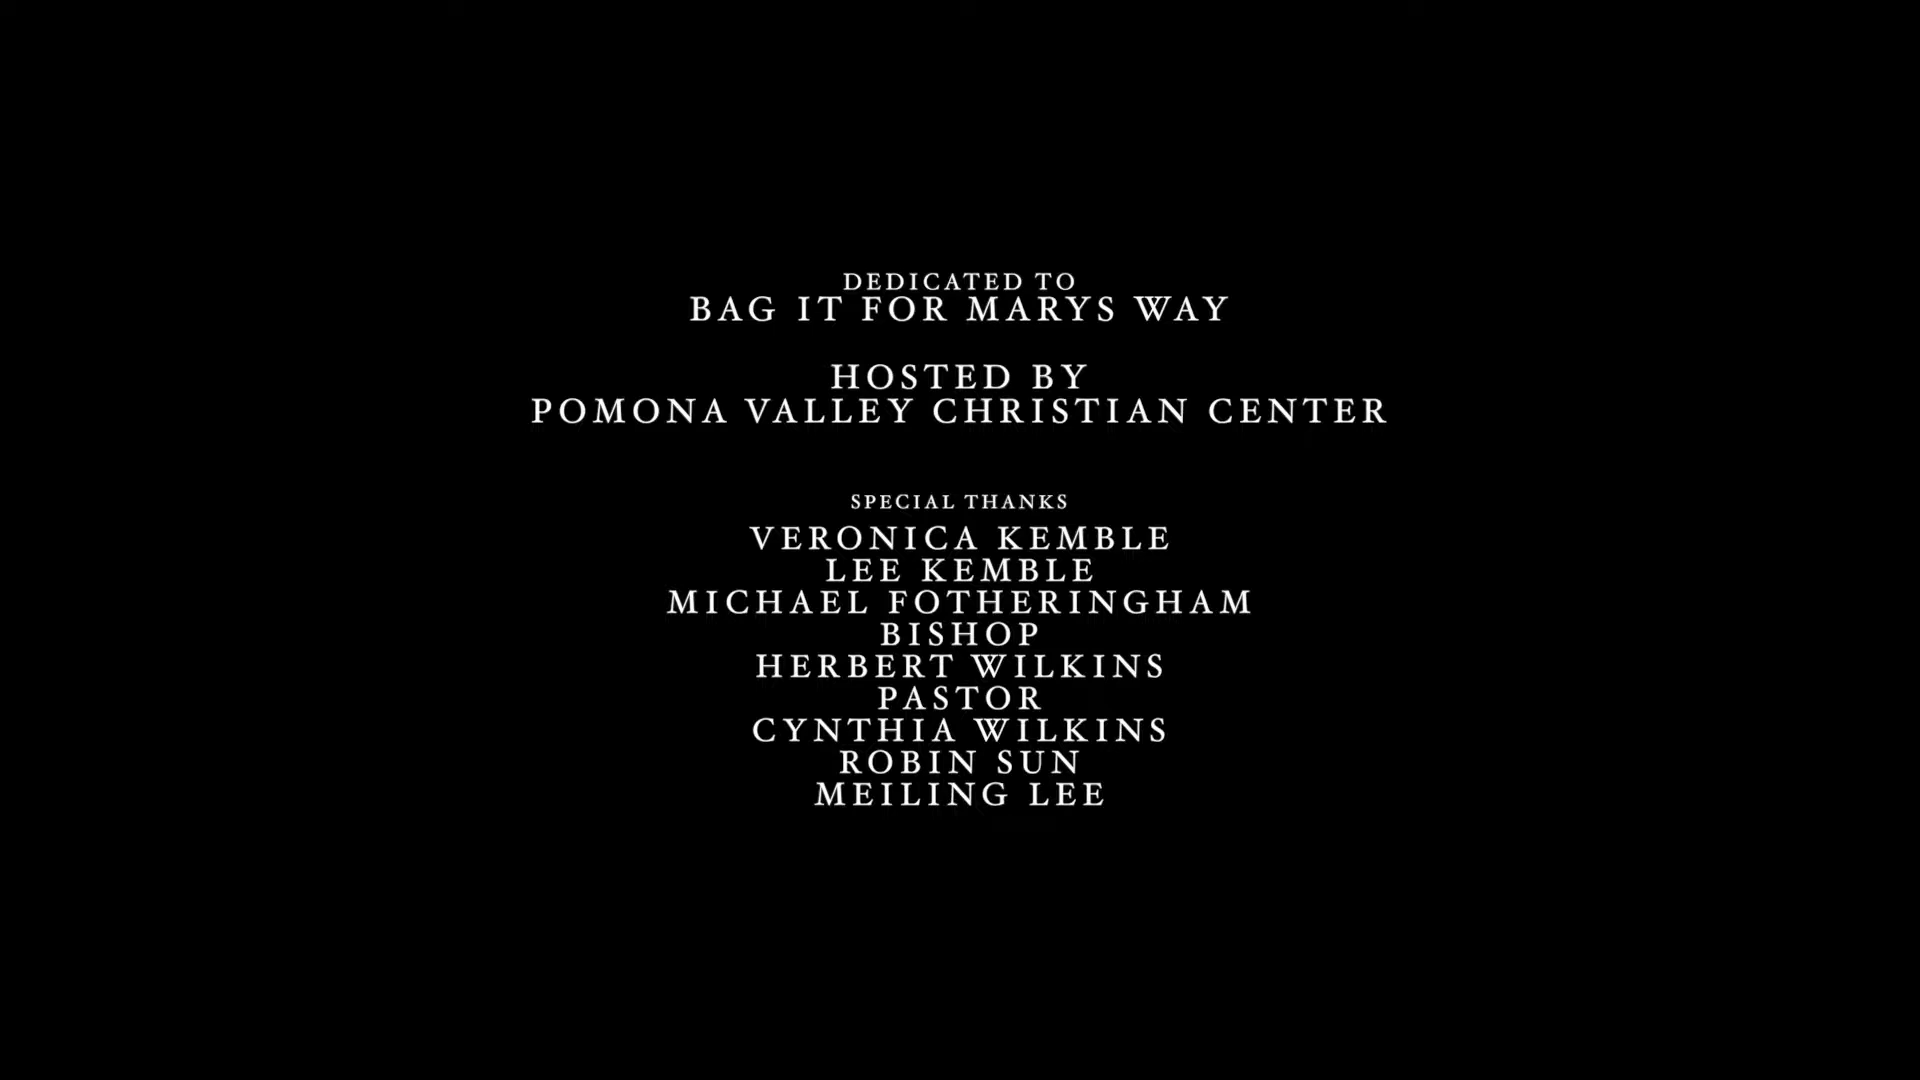 DEDICATED TO
BAG IT FOR MARYS WAY
HOSTED BY
POMONA VALLEY CHRISTIAN CENTER
SPECIAL THANKS
VERONICA KEMBLE
LEE KEMBLE
MICHAEL FOTHERINGHAM
BISHOP
HERBERT WILKINS
PASTOR
CYNTHIA WILKINS
ROBIN SUN
MEILING LEE